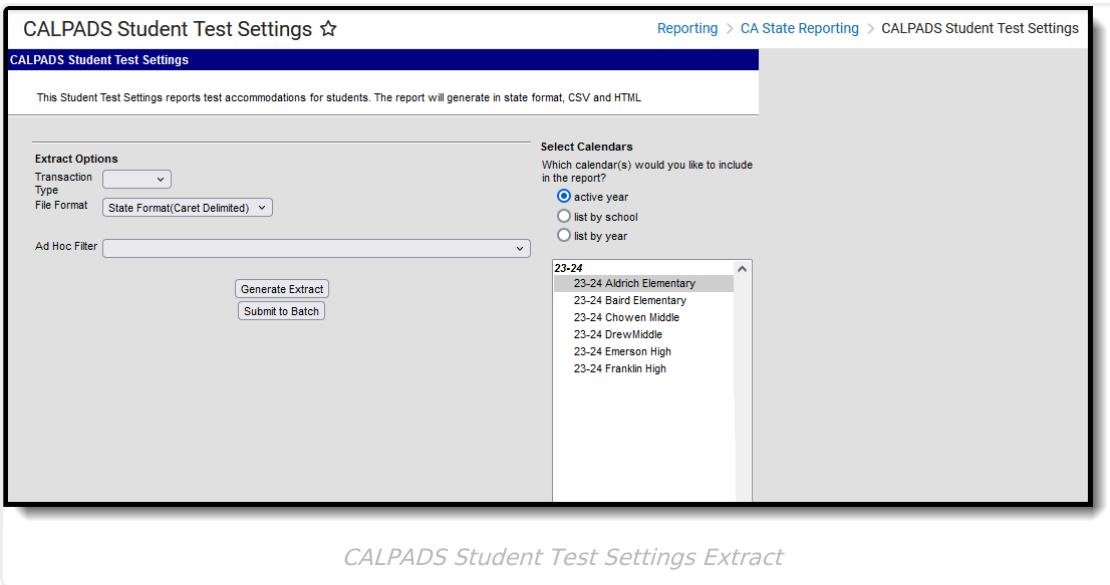 CALPADS Student Test Settings ☆
Reporting > CA State Reporting > CALPADS Student Test Settings
CALPADS Student Test Settings
This Student Test Settings reports test accommodations for students. The report will generate in state format, CSV and HTML
Extract Options
Transaction
Type
File Format
State Format(Caret Delimited)
Ad Hoc Filter
Generate Extract
Submit to Batch
Select Calendars
Which calendar(s) would you like to include
in the report?
active year
list by school
list by year
23-24
23-24 Aldrich Elementary
23-24 Baird Elementary
23-24 Chowen Middle
23-24 DrewMiddle
23-24 Emerson High
23-24 Franklin High
CALPADS Student Test Settings Extract